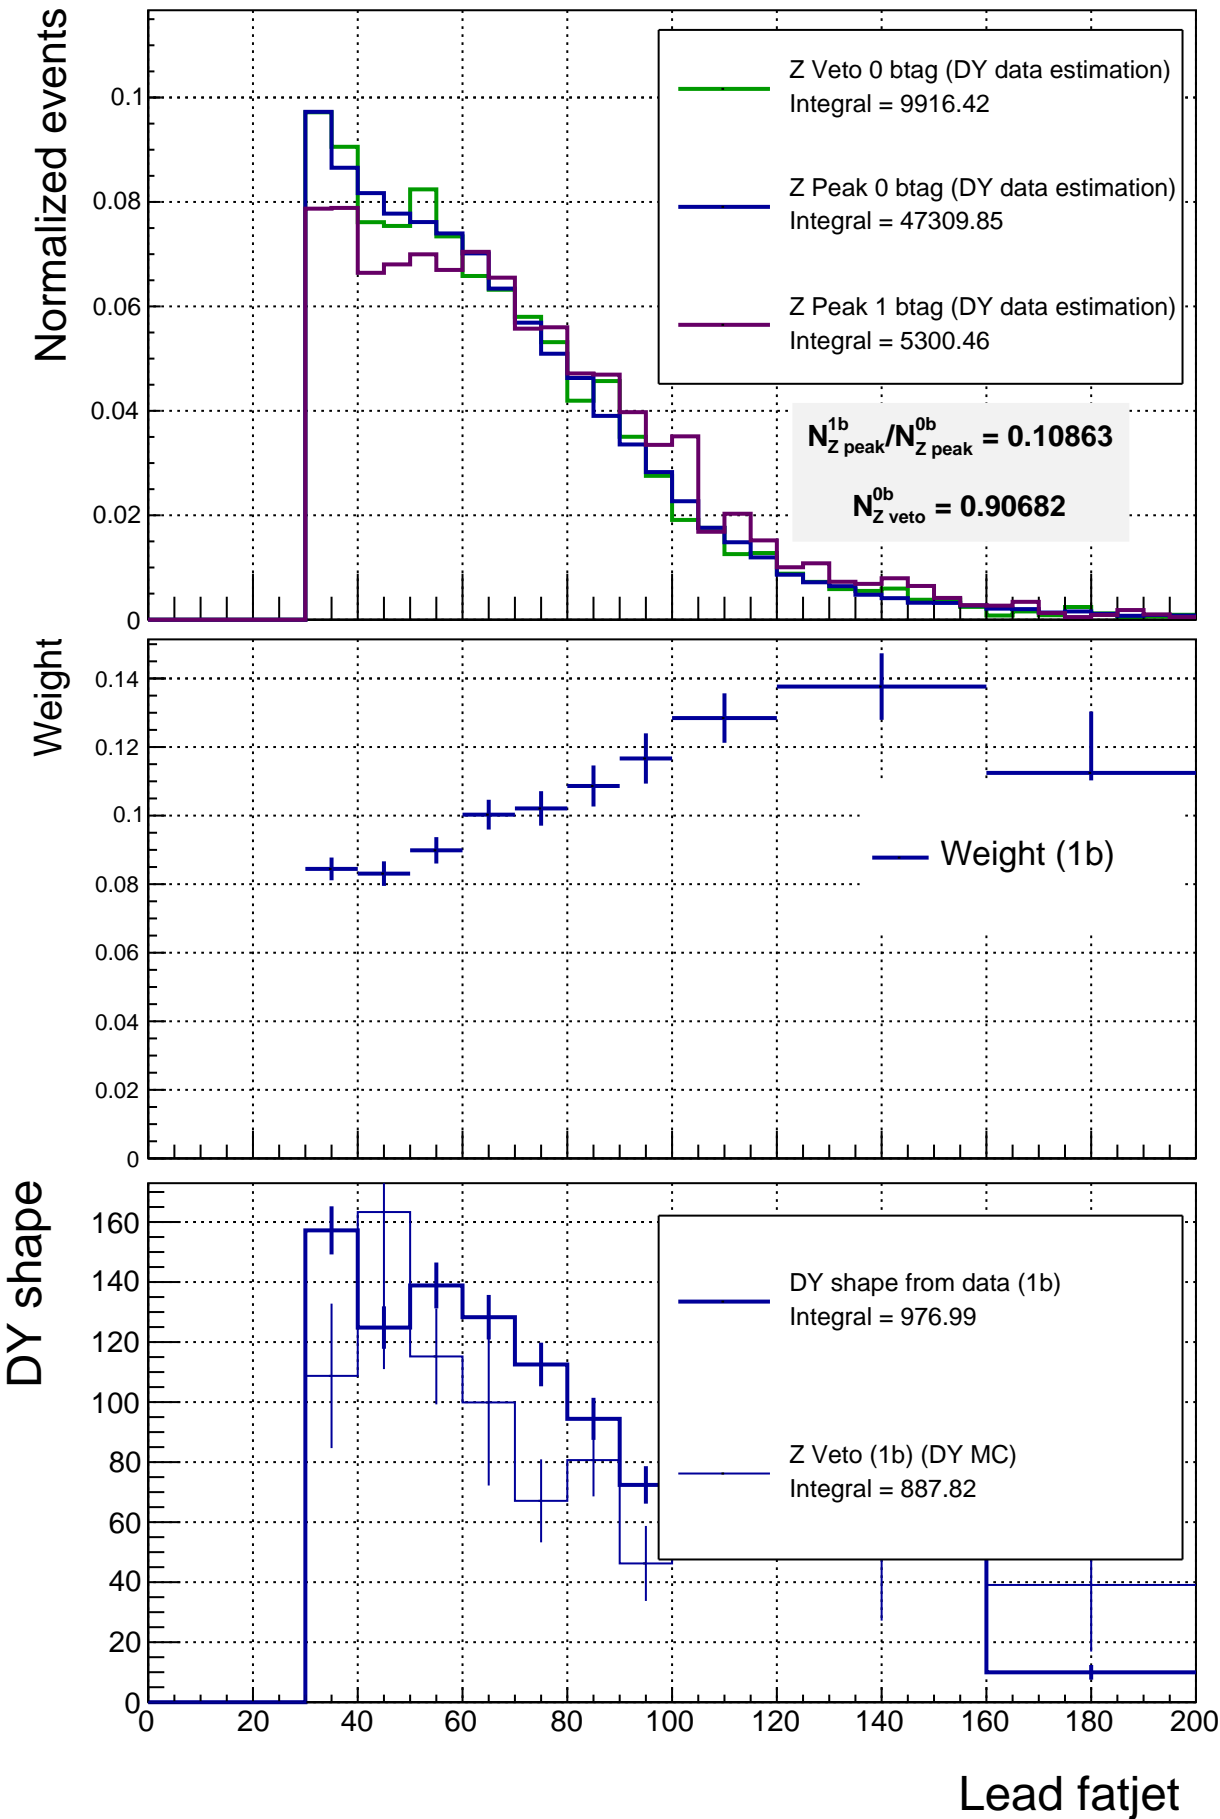 Normalized events
0.1
0.08
0.06
0.04
0.02
0
Z Veto 0 btag (DY data estimation)
Integral = 9916.42
Z Peak 0 btag (DY data estimation)
Integral = 47309.85
Z Peak 1 btag (DY data estimation)
Integral = 5300.46
N^{1b}_{Z peak}/N^{0b}_{Z peak} = 0.10863
N^{0b}_{Z veto} = 0.90682
Weight
0.14
0.12
0.1
0.08
0.06
0.04
0.02
0
Weight (1b)
DY shape
160
140
120
100
80
60
40
20
0
DY shape from data (1b)
Integral = 976.99
Z Veto (1b) (DY MC)
Integral = 887.82
0 20 40 60 80 100 120 140 160 180 200
Lead fatjet